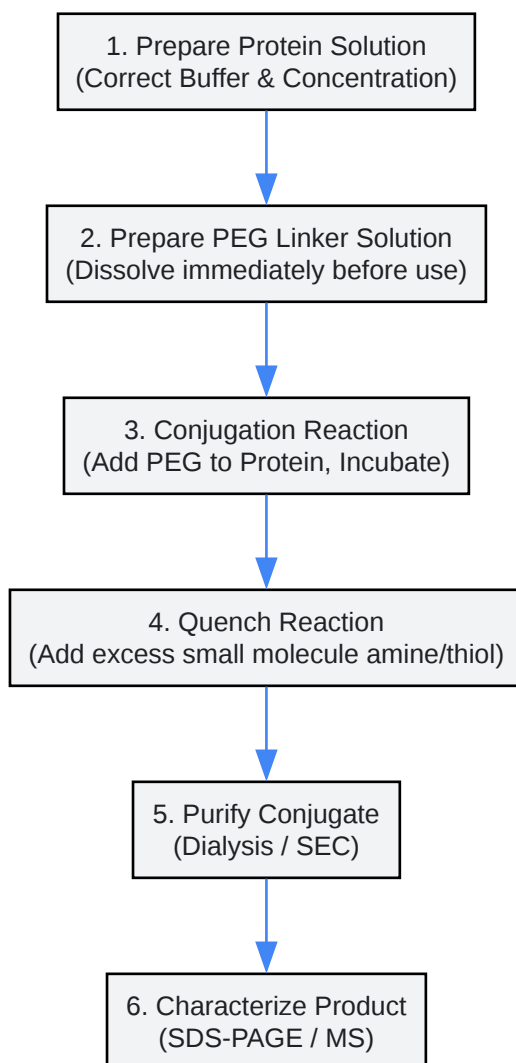 1. Prepare Protein Solution
(Correct Buffer & Concentration)
2. Prepare PEG Linker Solution
(Dissolve immediately before use)
3. Conjugation Reaction
(Add PEG to Protein, Incubate)
4. Quench Reaction
(Add excess small molecule amine/thiol)
5. Purify Conjugate
(Dialysis / SEC)
6. Characterize Product
(SDS-PAGE / MS)